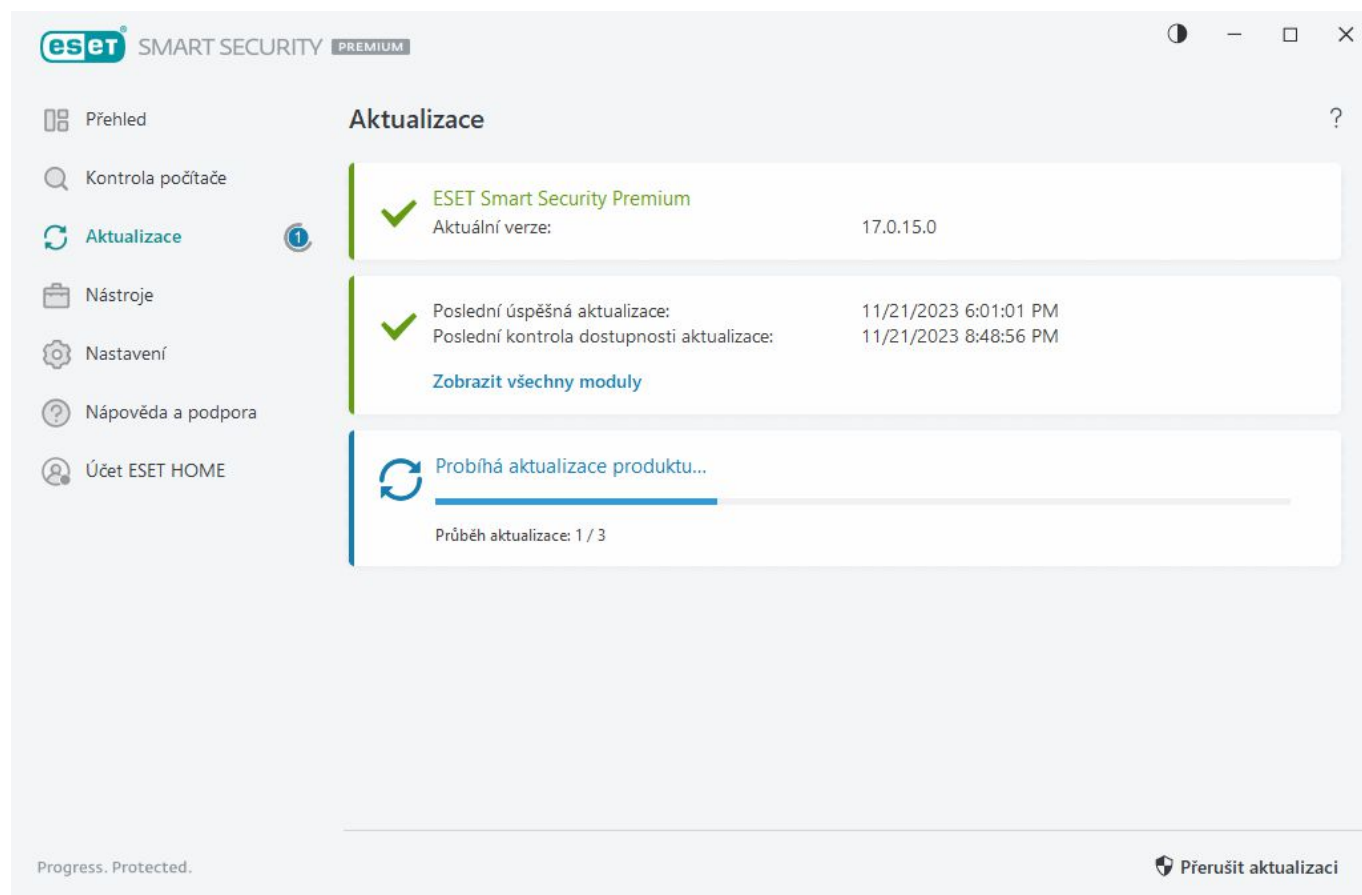 eset® SMART SECURITY PREMIUM
Přehled
Kontrola počítače
Aktualizace 1
Nástroje
Nastavení
Nápověda a podpora
Účet ESET HOME
Aktualizace ?
ESET Smart Security Premium
Aktuální verze: 17.0.15.0
Poslední úspěšná aktualizace: 11/21/2023 6:01:01 PM
Poslední kontrola dostupnosti aktualizace: 11/21/2023 8:48:56 PM
Zobrazit všechny moduly
Probíhá aktualizace produktu...
Průběh aktualizace: 1 / 3
Progress. Protected.
Přerušit aktualizaci